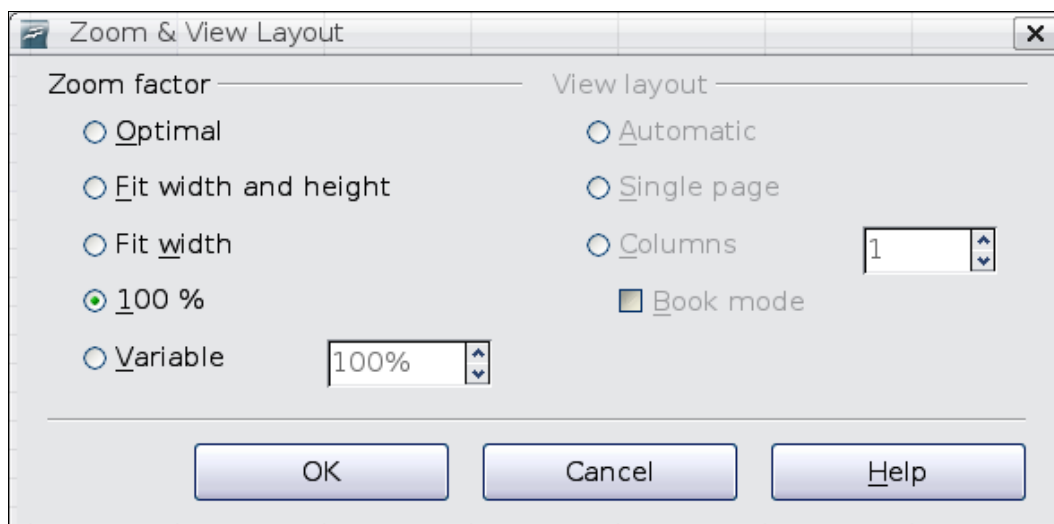 Zoom & View Layout
Zoom factor
Optimal
Fit width and height
Fit width
100 %
Variable 100%
View layout
Automatic
Single page
Columns 1
Book mode
OK Cancel Help